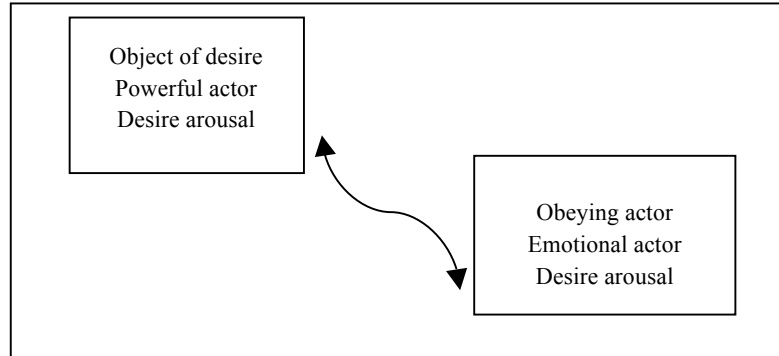 Object of desire
Powerful actor
Desire arousal
Obeying actor
Emotional actor
Desire arousal